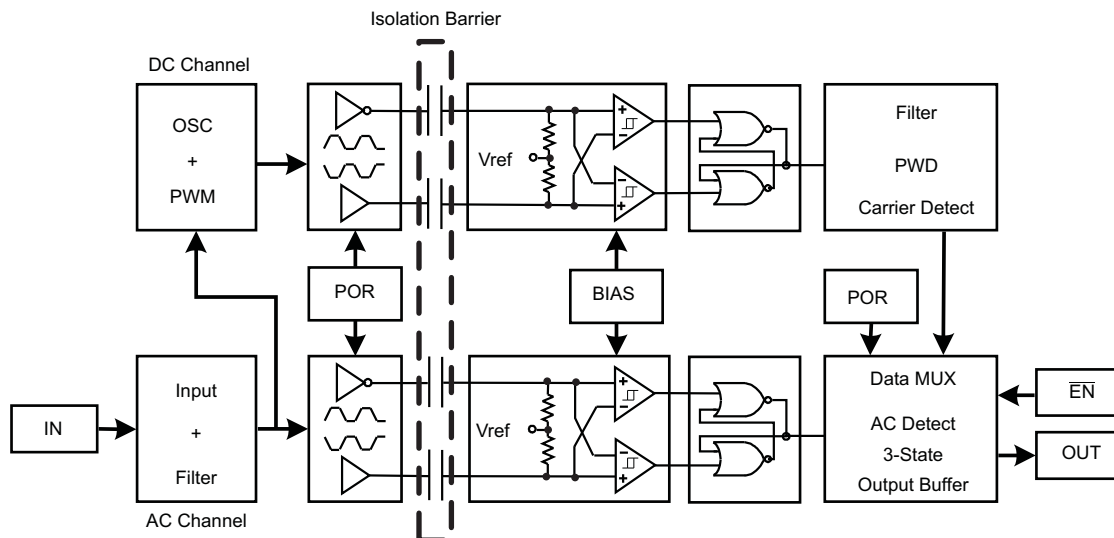 Isolation Barrier
DC Channel
OSC
+
PWM
Vref
+
−
−
+
Filter
PWD
Carrier Detect
POR
BIAS
POR
IN
Input
+
Filter
AC Channel
Vref
+
−
−
+
Data MUX
AC Detect
3-State
Output Buffer
EN
OUT